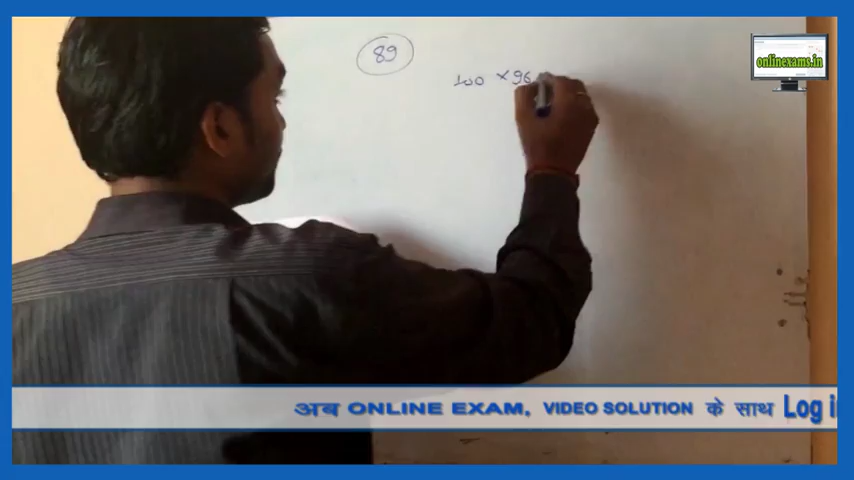 89
100 × 96
onlineexams.in
अब ONLINE EXAM, VIDEO SOLUTION के साथ Log i